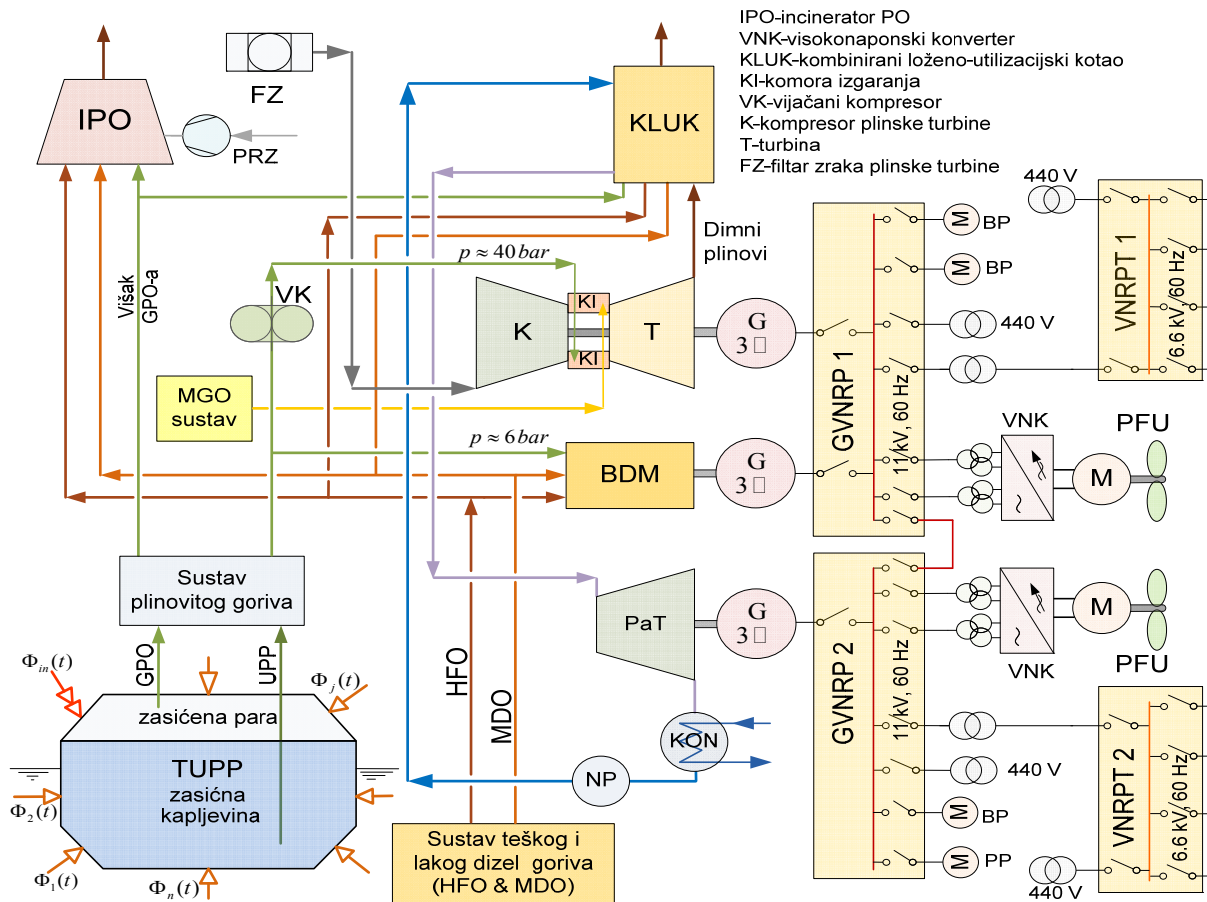 IPO-incinerator PO
VNK-visokonaponski konverter
KLUK-kombinirani loženo-utilizacijski kotao
KI-komora izgaranja
VK-vijačani kompresor
K-kompresor plinske turbine
T-turbina
FZ-filtar zraka plinske turbine
IPO
FZ
PRZ
KLUK
Dimni
plinovi
Višak
GPO-a
VK
p ≈ 40 bar
K
KI
KI
T
G
3□
MGO
sustav
p ≈ 6 bar
BDM
G
3□
Sustav
plinovitog goriva
GPO
UPP
HFO
MDO
PaT
G
3□
KON
NP
Φin(t)
Φj(t)
zasićena para
TUPP
zasićna
kapljevina
Φ2(t)
Φ1(t)
Φn(t)
Sustav teškog i
lakog dizel goriva
(HFO & MDO)
GVNRP 1
11 kV, 60 Hz
M
BP
M
BP
440 V
440 V
VNRPT 1
6.6 kV, 60 Hz
VNK
~
M
PFU
GVNRP 2
11 kV, 60 Hz
~
VNK
M
PFU
440 V
M
BP
M
PP
440 V
VNRPT 2
6.6 kV, 60 Hz